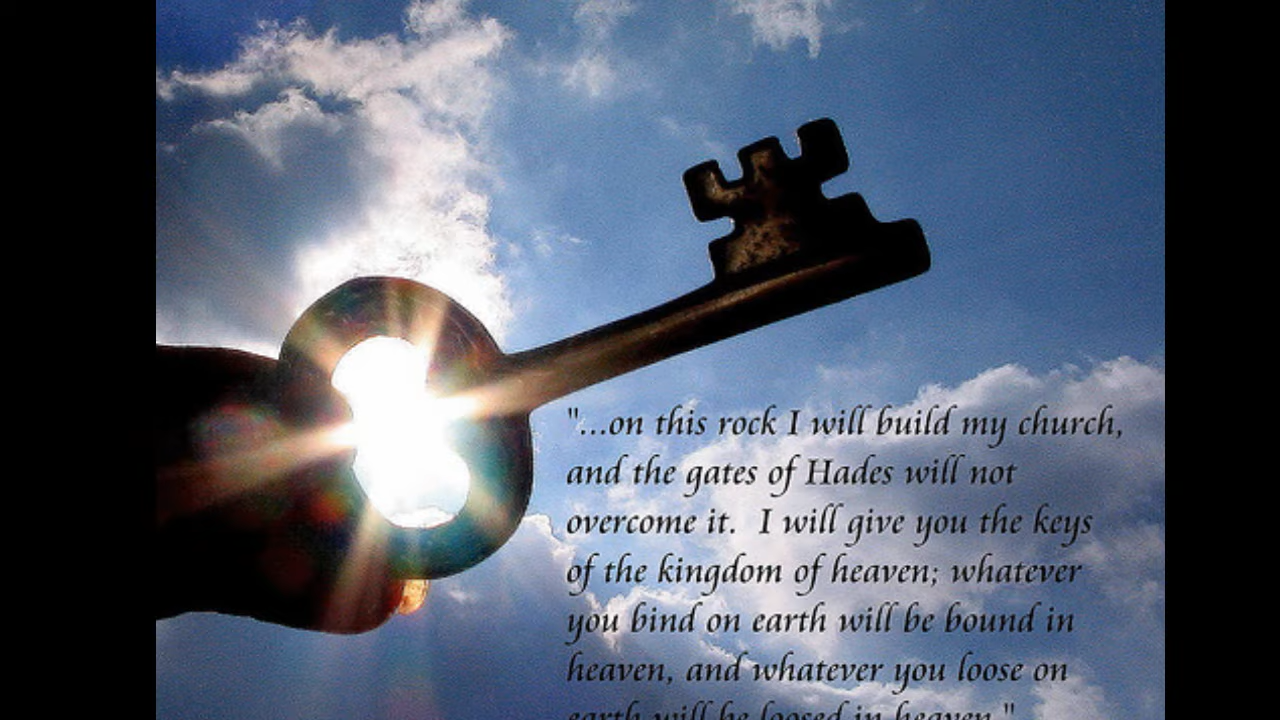 "...on this rock I will build my church,
and the gates of Hades will not
overcome it.  I will give you the keys
of the kingdom of heaven; whatever
you bind on earth will be bound in
heaven, and whatever you loose on
earth will be loosed in heaven."